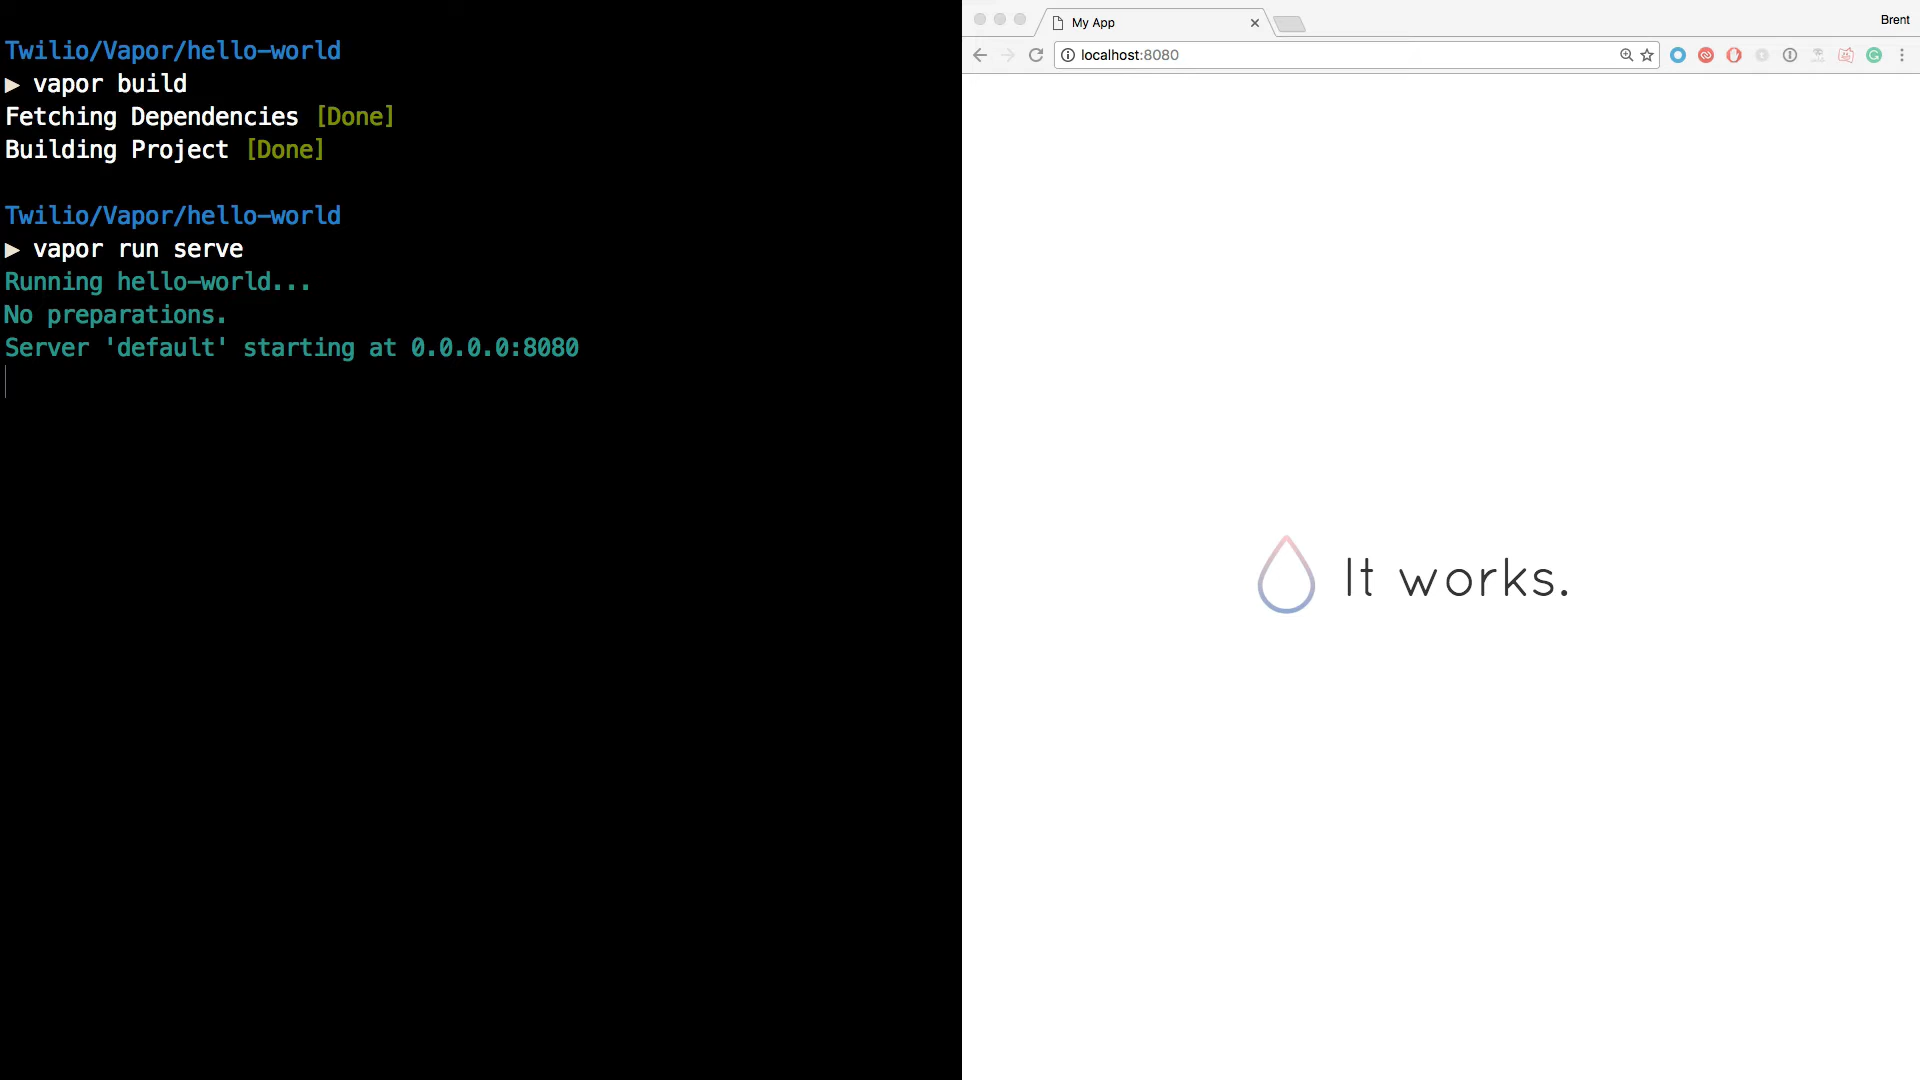 Twilio/Vapor/hello-world
▶ vapor build
Fetching Dependencies [Done]
Building Project [Done]
Twilio/Vapor/hello-world
▶ vapor run serve
Running hello-world...
No preparations.
Server 'default' starting at 0.0.0.0:8080
My App
Brent
localhost:8080
It works.